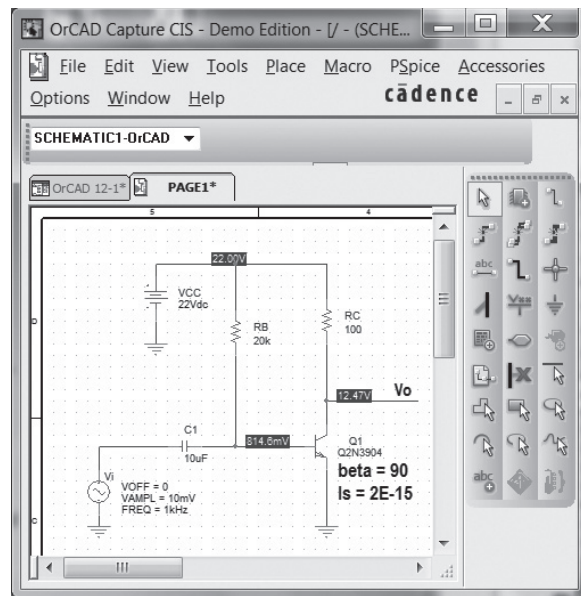 OrCAD Capture CIS - Demo Edition - [/ - (SCHE...
File Edit View Tools Place Macro PSpice Accessories
Options Window Help
cādence
SCHEMATIC1-OrCAD
OrCAD 12-1*
PAGE1*
5
4
22.00V
VCC
22Vdc
RB
20k
RC
100
D
12.47V
Vo
C1
10uF
814.6mV
Q1
Q2N3904
beta = 90
Is = 2E-15
Vi
VOFF = 0
VAMPL = 10mV
FREQ = 1kHz
C
abc
abc